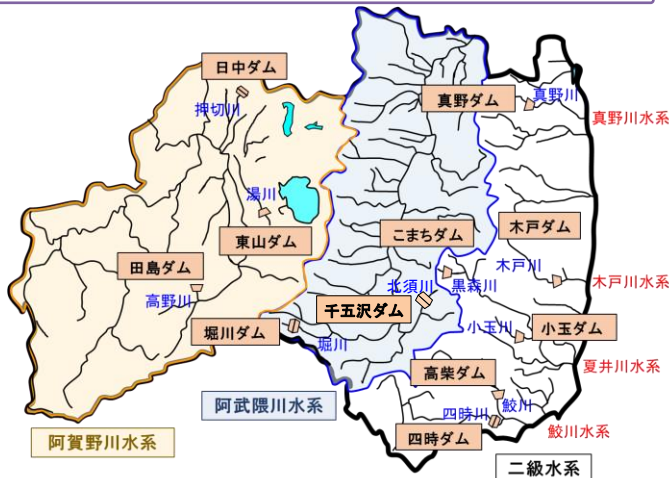 日中ダム
押切川
真野ダム
真野川
真野川水系
湯川
東山ダム
こまちダム
木戸ダム
木戸川
田島ダム
高野川
北須川
黒森川
木戸川水系
千五沢ダム
堀川ダム
堀川
小玉川
小玉ダム
高柴ダム
夏井川水系
阿武隈川水系
四時川
鮫川
鮫川水系
四時ダム
阿賀野川水系
二級水系